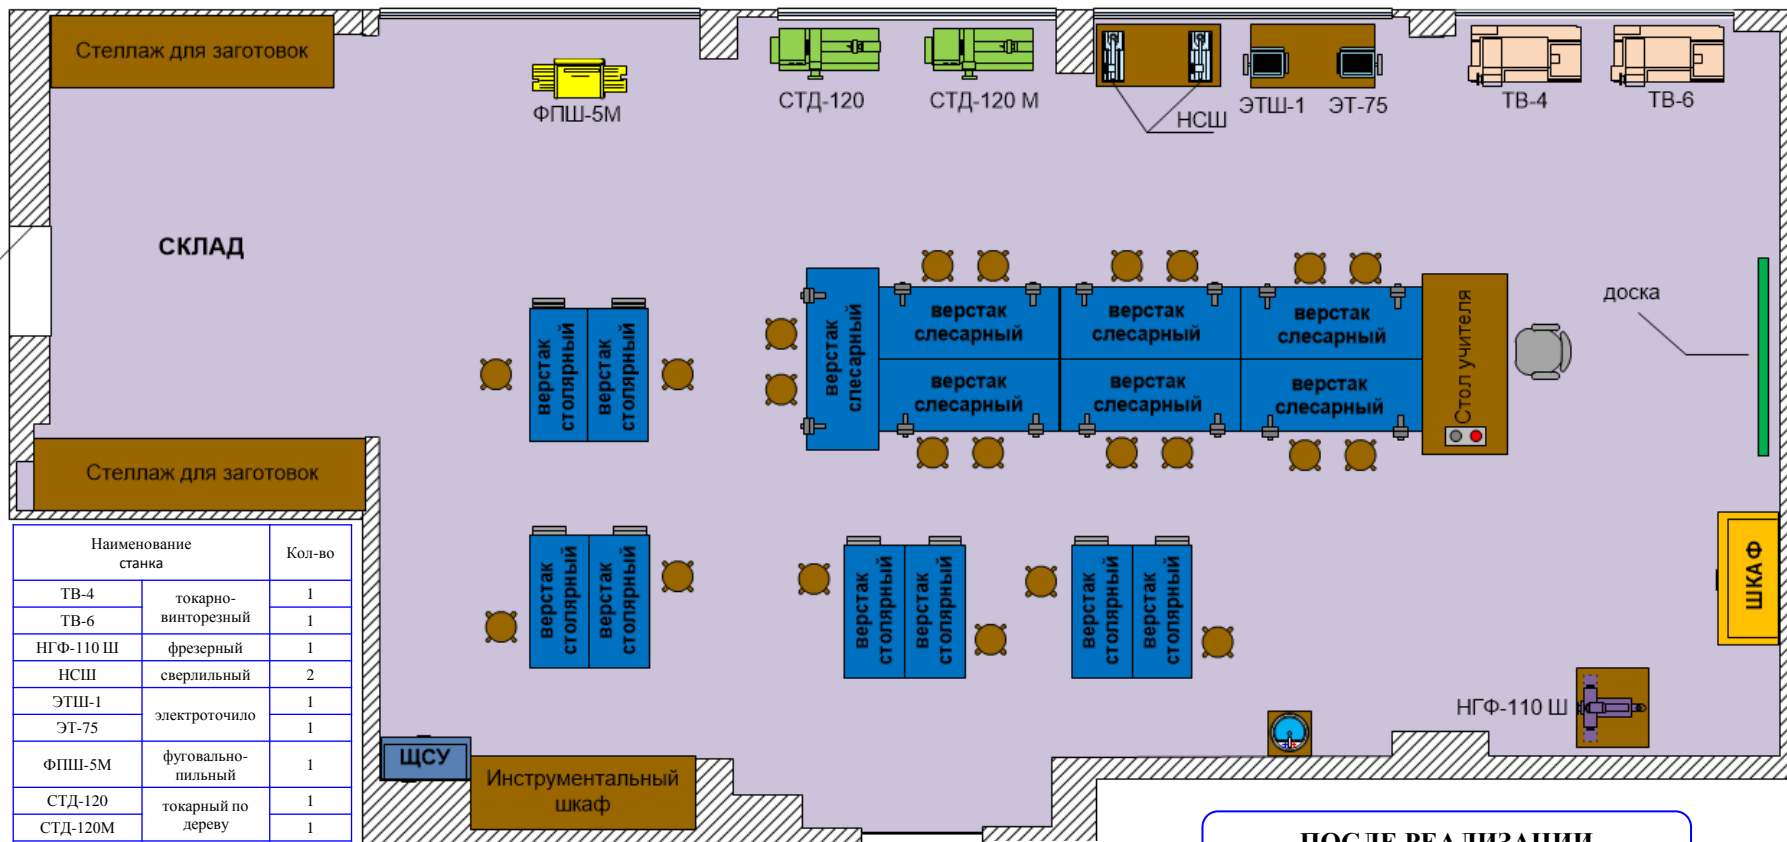 Стеллаж для заготовок
ФПШ-5М
СТД-120
СТД-120 М
НСШ
ЭТШ-1
ЭТ-75
ТВ-4
ТВ-6
СКЛАД
доска
верстак
слесарный
верстак
слесарный
верстак
слесарный
верстак
слесарный
верстак
слесарный
верстак
слесарный
верстак
слесарный
Стол учителя
верстак
столярный
верстак
столярный
Стеллаж для заготовок
верстак
столярный
верстак
столярный
верстак
столярный
верстак
столярный
верстак
столярный
верстак
столярный
ШКАФ
НГФ-110 Ш
ЩСУ
Инструментальный
шкаф
Наименование
станка
Кол-во
ТВ-4
токарно-
винторезный
1
ТВ-6
1
НГФ-110 Ш
фрезерный
1
НСШ
сверлильный
2
ЭТШ-1
электроточило
1
ЭТ-75
1
ФПШ-5М
фуговально-
пильный
1
СТД-120
токарный по
дереву
1
СТД-120М
1
ПОСЛЕ РЕАЛИЗАЦИИ